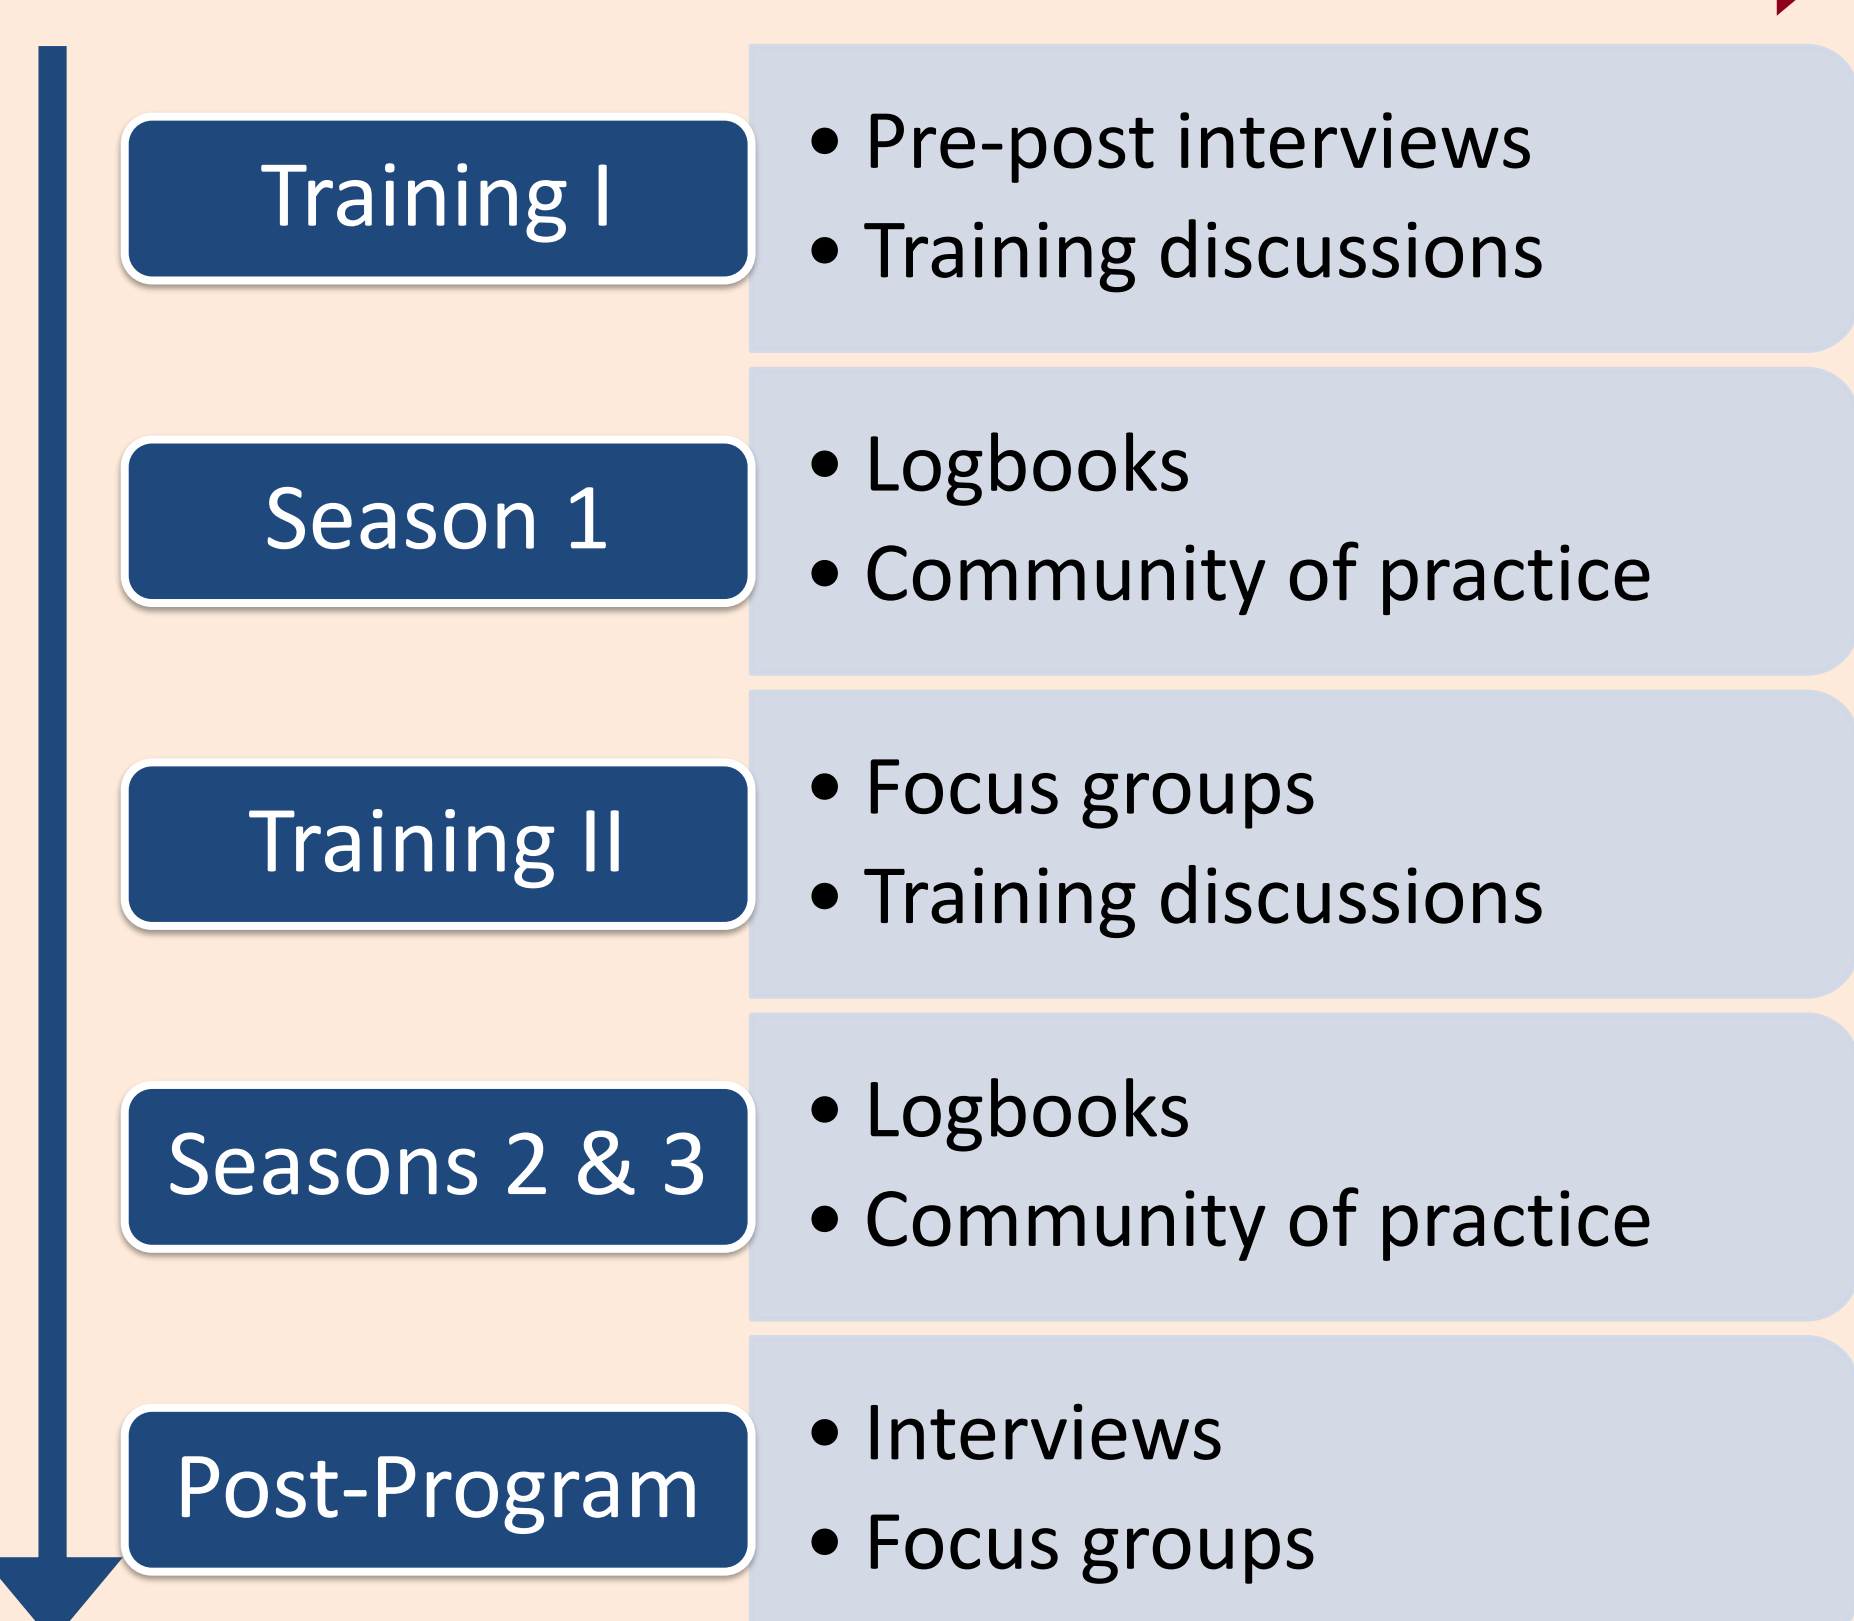 Training I
• Pre-post interviews
• Training discussions
Season 1
• Logbooks
• Community of practice
Training II
• Focus groups
• Training discussions
Seasons 2 & 3
• Logbooks
• Community of practice
Post-Program
• Interviews
• Focus groups